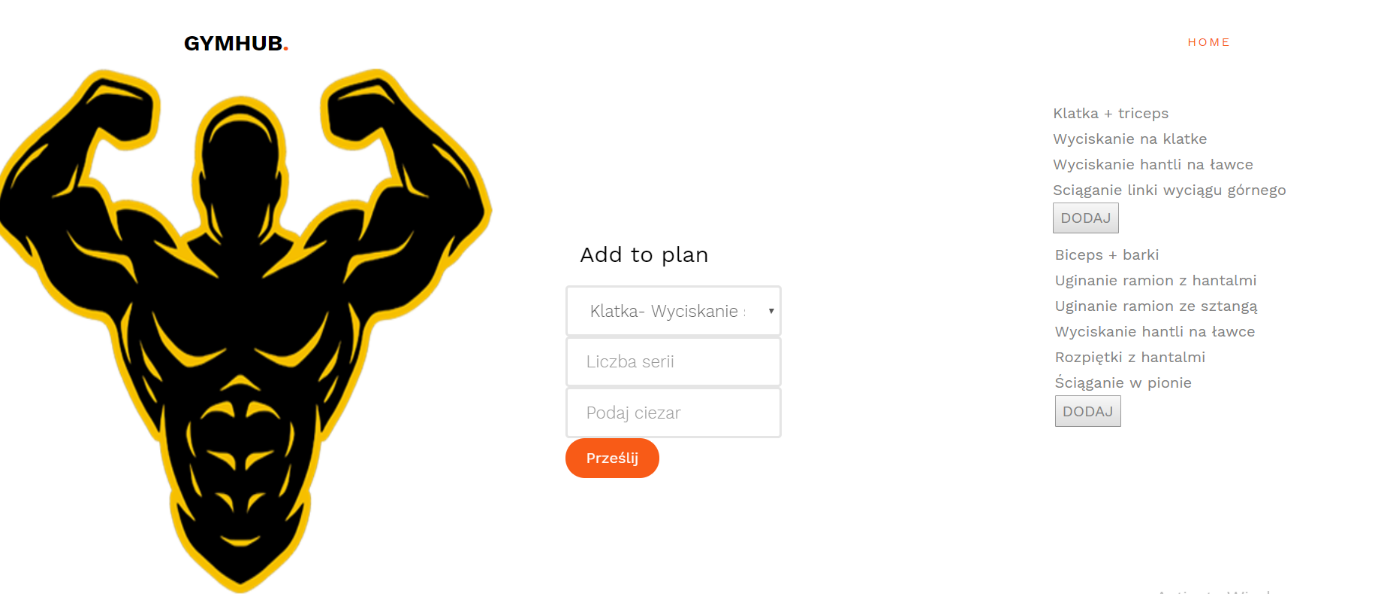 GYMHUB.
HOME
Add to plan
Klatka- Wyciskanie
Liczba serii
Podaj ciezar
Prześlij
Klatka + triceps
Wyciskanie na klatke
Wyciskanie hantli na ławce
Sciąganie linki wyciągu górnego
DODAJ
Biceps + barki
Uginanie ramion z hantalmi
Uginanie ramion ze sztangą
Wyciskanie hantli na ławce
Rozpiętki z hantalmi
Ściąganie w pionie
DODAJ